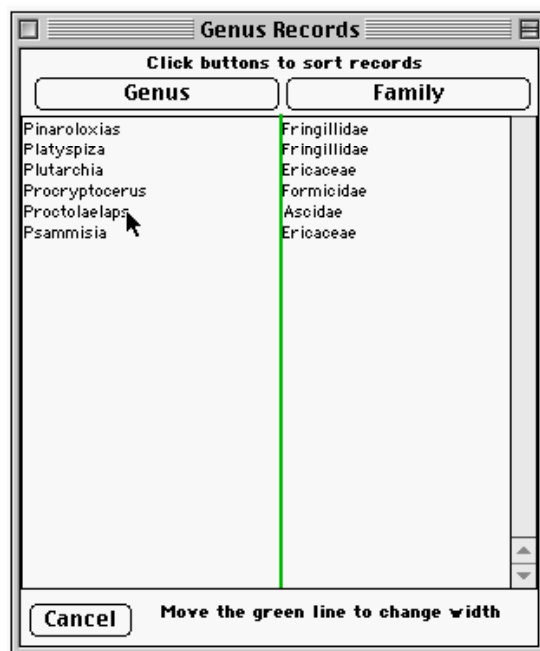 Genus Records
Click buttons to sort records
Genus Family
Pinaroloxias Fringillidae
Platyspiza Fringillidae
Plutarchia Ericaceae
Procryptocerus Formicidae
Proctolaelaps Ascidae
Psammisia Ericaceae
Cancel Move the green line to change width